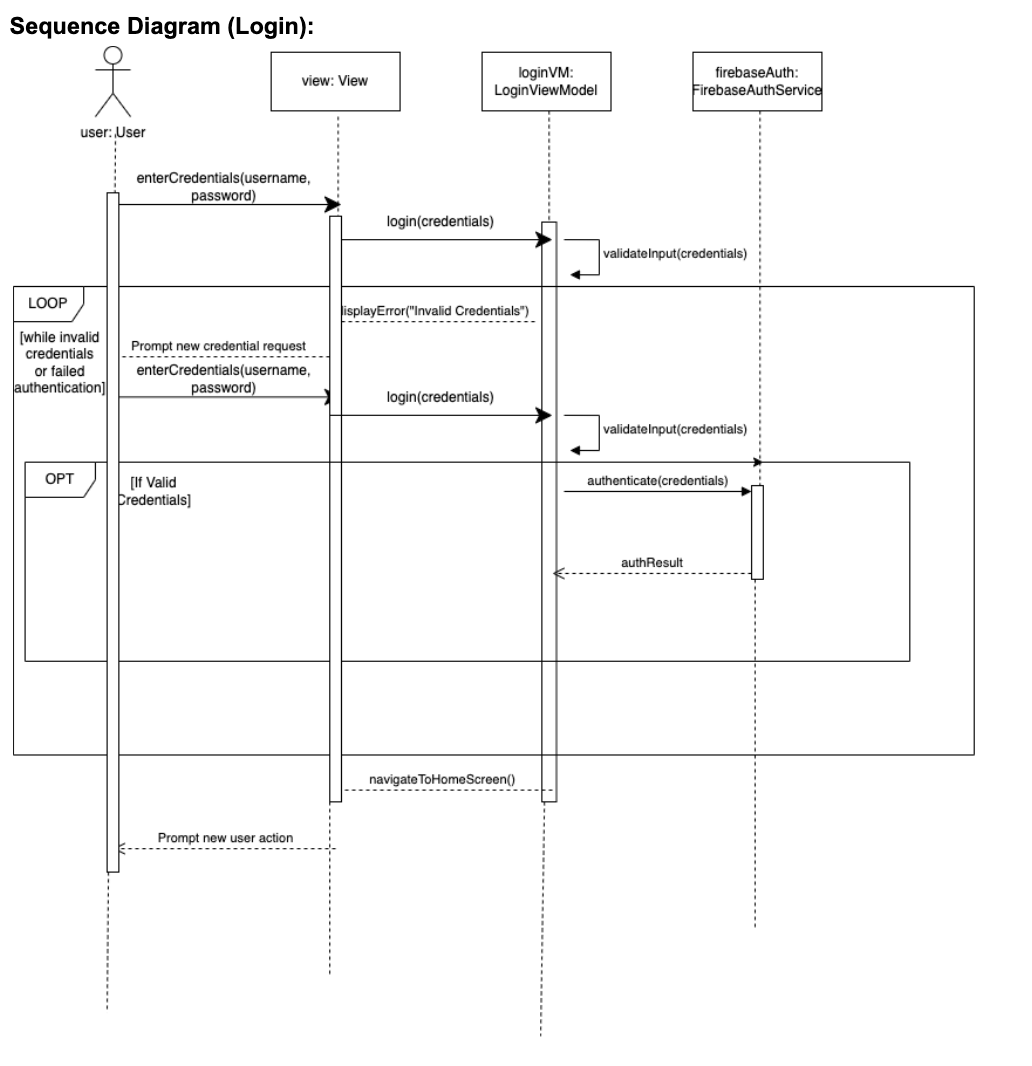 Sequence Diagram (Login):
view: View
loginVM:
LoginViewModel
firebaseAuth:
FirebaseAuthService
user: User
enterCredentials(username,
password)
login(credentials)
validateInput(credentials)
LOOP
[while invalid
credentials
or failed
authentication]
displayError("Invalid Credentials")
Prompt new credential request
enterCredentials(username,
password)
login(credentials)
validateInput(credentials)
OPT
[If Valid
Credentials]
authenticate(credentials)
authResult
navigateToHomeScreen()
Prompt new user action